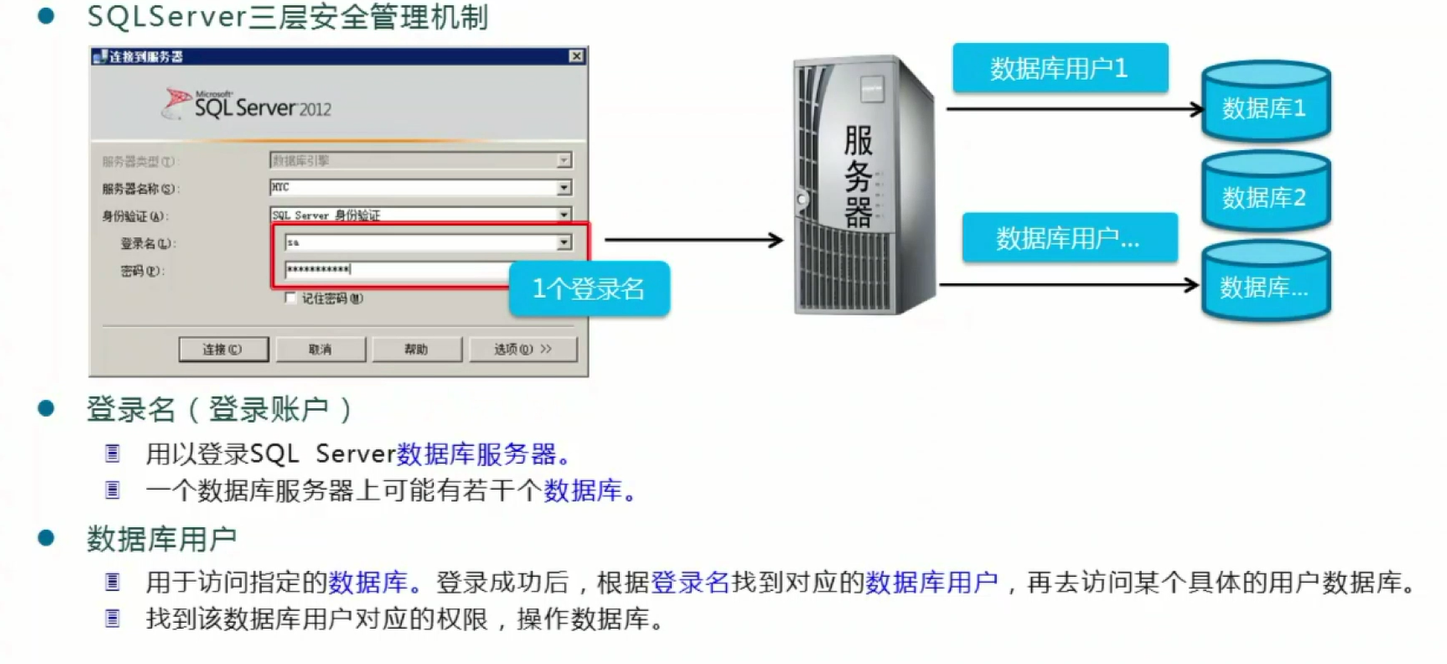 SQLServer三层安全管理机制
连接到服务器
Microsoft
SQL Server 2012
服务器类型(T):
数据库引擎
服务器名称(S):
HTC
身份验证(A):
SQL Server 身份验证
登录名(L):
sa
密码(P):
***********
记住密码(M)
连接(C)
取消
帮助
选项(O) >>
1个登录名
服务器
数据库用户1
数据库1
数据库2
数据库用户...
数据库...
登录名（登录账户）
用以登录SQL Server数据库服务器。
一个数据库服务器上可能有若干个数据库。
数据库用户
用于访问指定的数据库。登录成功后，根据登录名找到对应的数据库用户，再去访问某个具体的用户数据库。
找到该数据库用户对应的权限，操作数据库。